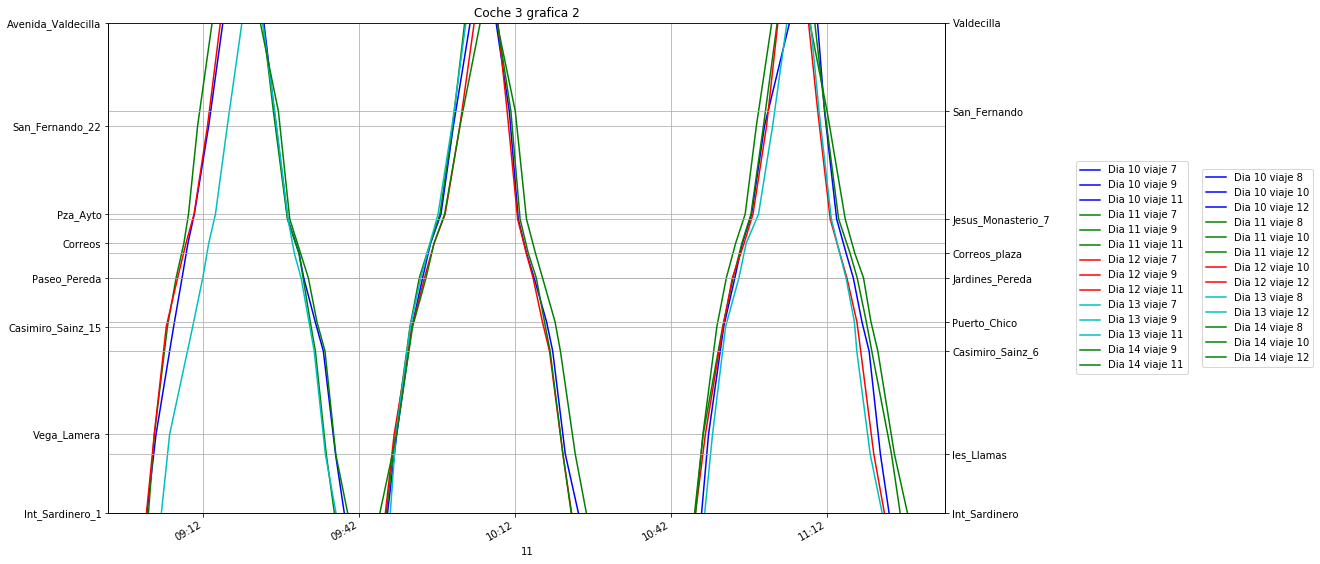 Coche 3 grafica 2
Avenida_Valdecilla
San_Fernando_22
Pza_Ayto
Correos
Paseo_Pereda
Casimiro_Sainz_15
Vega_Lamera
Int_Sardinero_1
Valdecilla
San_Fernando
Jesus_Monasterio_7
Correos_plaza
Jardines_Pereda
Puerto_Chico
Casimiro_Sainz_6
Ies_Llamas
Int_Sardinero
09:12
09:42
10:12
10:42
11:12
11
Dia 10 viaje 7
Dia 10 viaje 9
Dia 10 viaje 11
Dia 11 viaje 7
Dia 11 viaje 9
Dia 11 viaje 11
Dia 12 viaje 7
Dia 12 viaje 9
Dia 12 viaje 11
Dia 13 viaje 7
Dia 13 viaje 9
Dia 13 viaje 11
Dia 14 viaje 9
Dia 14 viaje 11
Dia 10 viaje 8
Dia 10 viaje 10
Dia 10 viaje 12
Dia 11 viaje 8
Dia 11 viaje 10
Dia 11 viaje 12
Dia 12 viaje 10
Dia 12 viaje 12
Dia 13 viaje 8
Dia 13 viaje 12
Dia 14 viaje 8
Dia 14 viaje 10
Dia 14 viaje 12